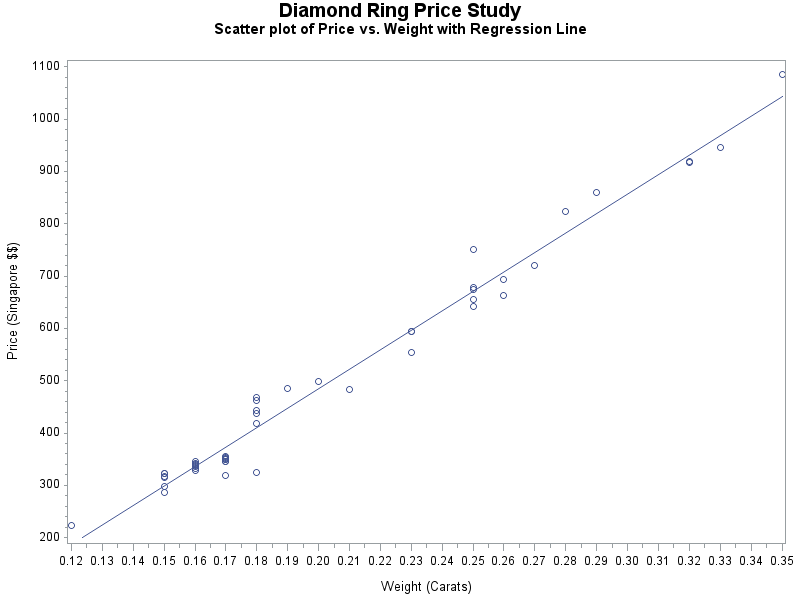 Diamond Ring Price Study
Scatter plot of Price vs. Weight with Regression Line
1100
1000
900
800
700
600
500
400
300
200
Price (Singapore $$)
0.12 0.13 0.14 0.15 0.16 0.17 0.18 0.19 0.20 0.21 0.22 0.23 0.24 0.25 0.26 0.27 0.28 0.29 0.30 0.31 0.32 0.33 0.34 0.35
Weight (Carats)